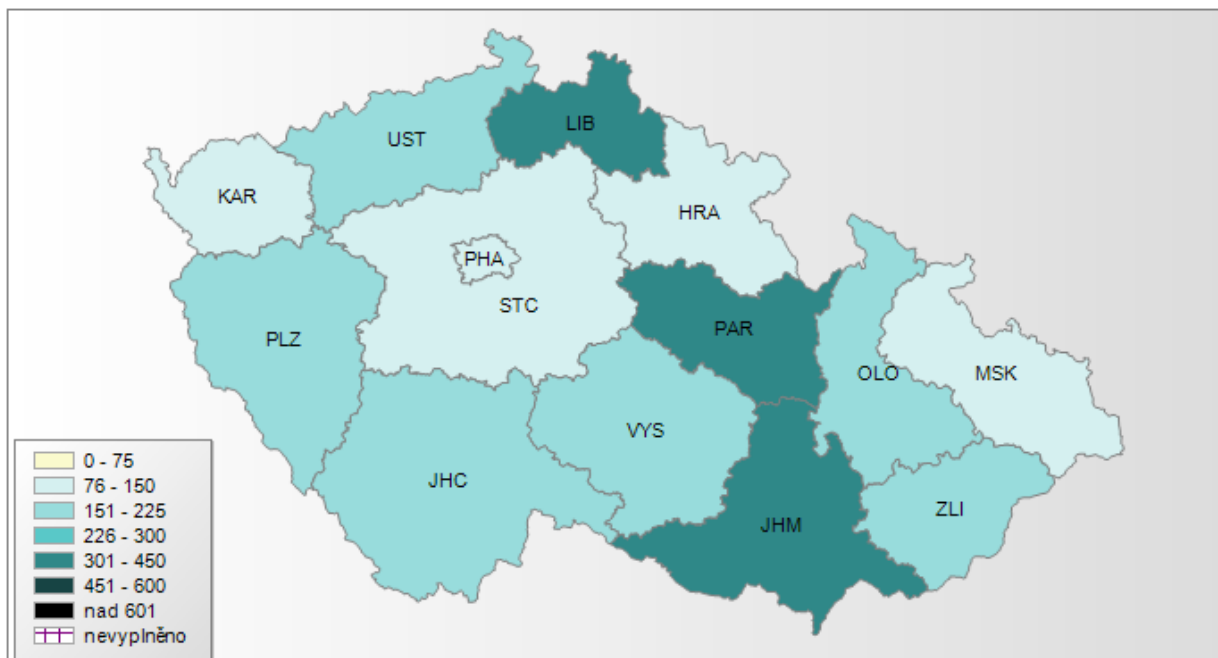 LIB
UST
KAR
HRA
PHA
STC
PAR
PLZ
OLO
MSK
VYS
JHC
ZLI
JHM
0 - 75
76 - 150
151 - 225
226 - 300
301 - 450
451 - 600
nad 601
nevyplněno